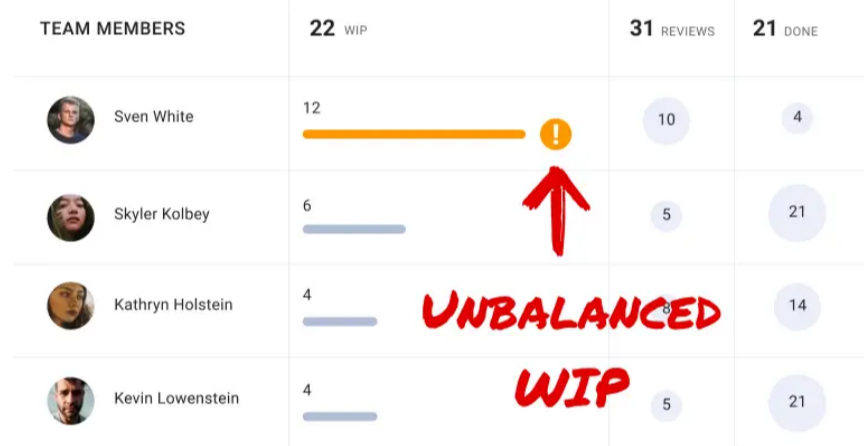 TEAM MEMBERS 22 WIP 31 REVIEWS 21 DONE
Sven White 12 ! 10 4
Skyler Kolbey 6 5 21
Kathryn Holstein 4 8 14
UNBALANCED
WIP
Kevin Lowenstein 4 5 21